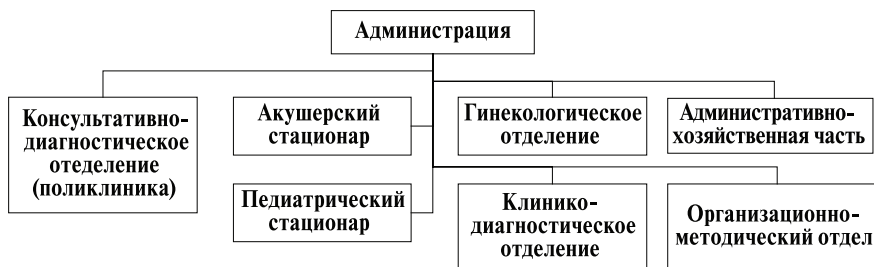 Администрация
Консультативно-
диагностическое
отеделение
(поликлиника)
Акушерский
стационар
Гинекологическое
отделение
Административно-
хозяйственная часть
Педиатрический
стационар
Клинико-
диагностическое
отделение
Организационно-
методический отдел